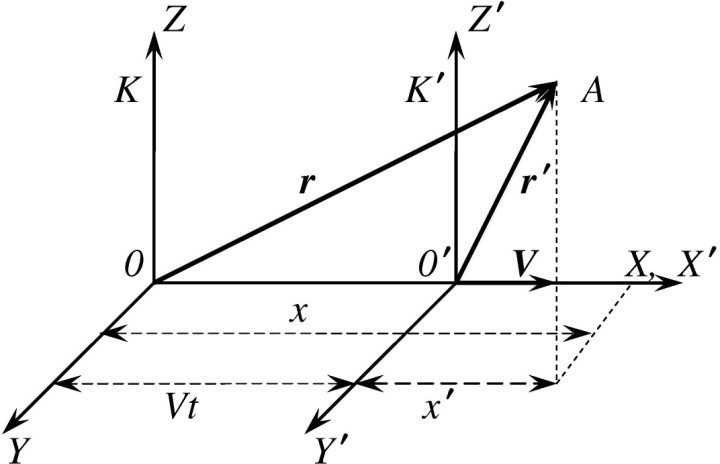 Z Z′
K K′ A
r r′
0 0′ V X, X′
x
Vt x′
Y Y′